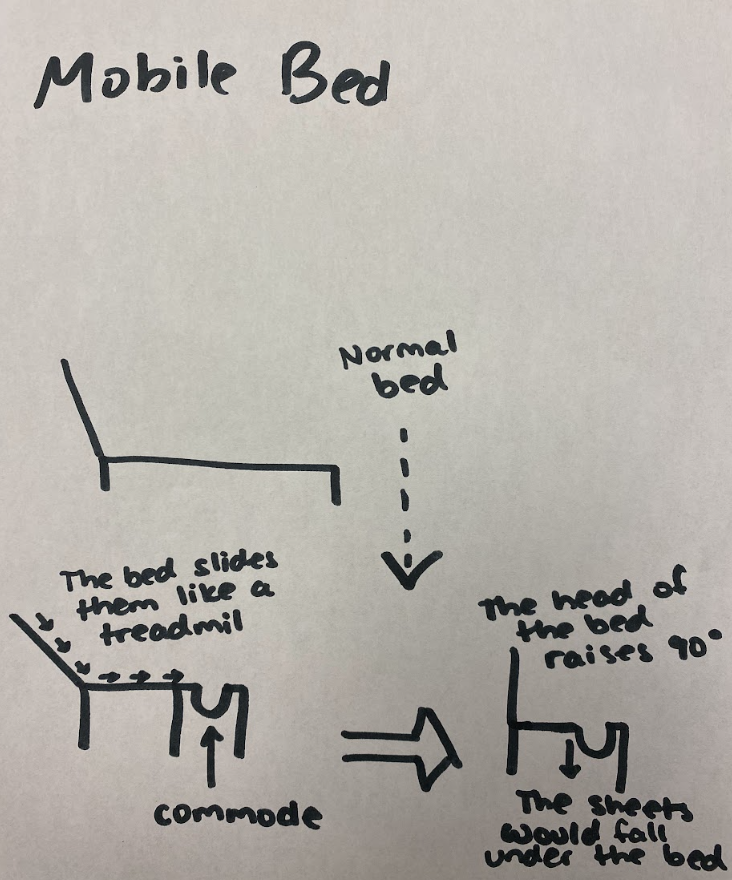 Mobile Bed
Normal
bed
The bed slides
them like a
treadmil
commode
The head of
the bed
raises 90°
The sheets
would fall
under the bed